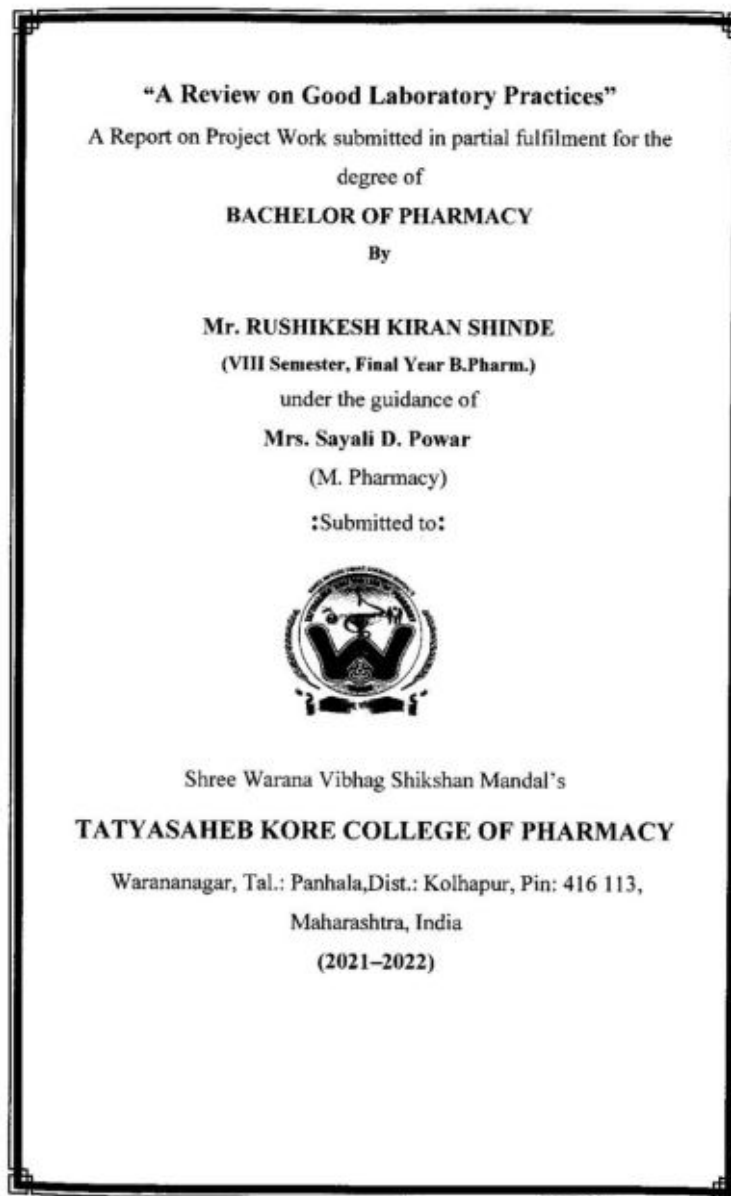 “A Review on Good Laboratory Practices”
A Report on Project Work submitted in partial fulfilment for the
degree of
BACHELOR OF PHARMACY
By
Mr. RUSHIKESH KIRAN SHINDE
(VIII Semester, Final Year B.Pharm.)
under the guidance of
Mrs. Sayali D. Powar
(M. Pharmacy)
:Submitted to:
Shree Warana Vibhag Shikshan Mandal’s
TATYASAHEB KORE COLLEGE OF PHARMACY
Warananagar, Tal.: Panhala,Dist.: Kolhapur, Pin: 416 113,
Maharashtra, India
(2021–2022)